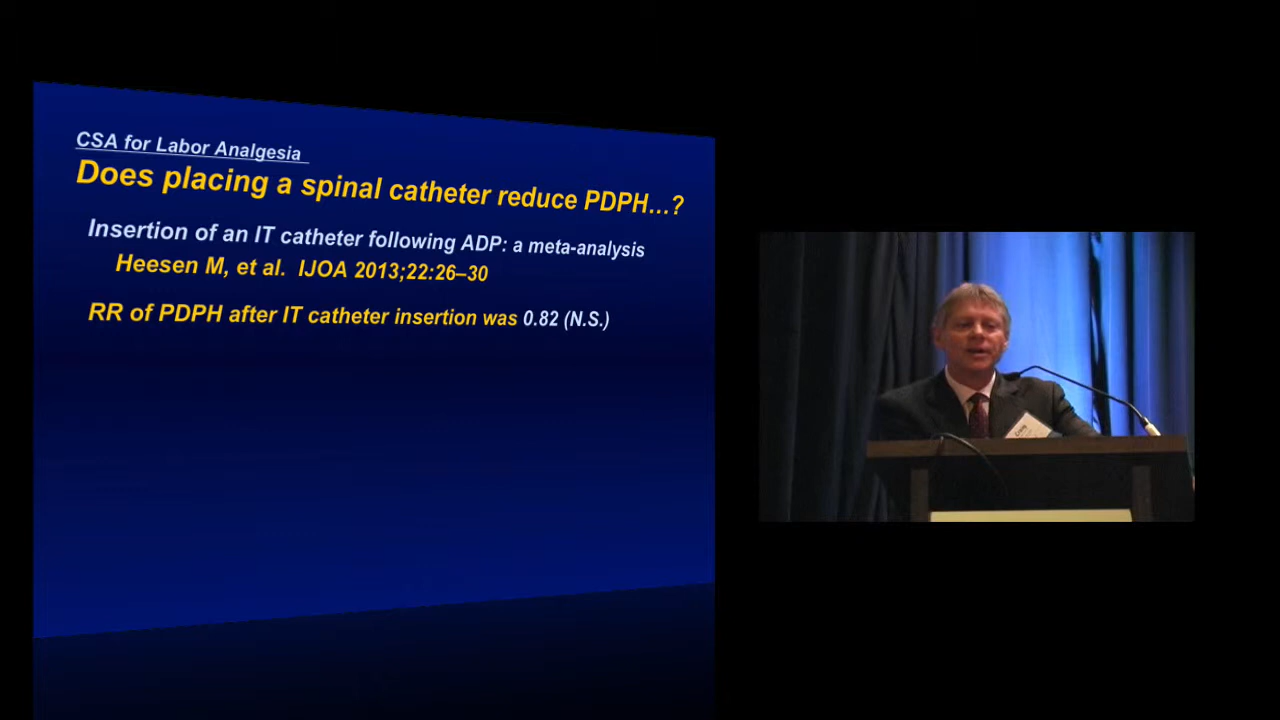 CSA for Labor Analgesia
Does placing a spinal catheter reduce PDPH…?
Insertion of an IT catheter following ADP: a meta-analysis
Heesen M, et al. IJOA 2013;22:26–30
RR of PDPH after IT catheter insertion was 0.82 (N.S.)
Craig